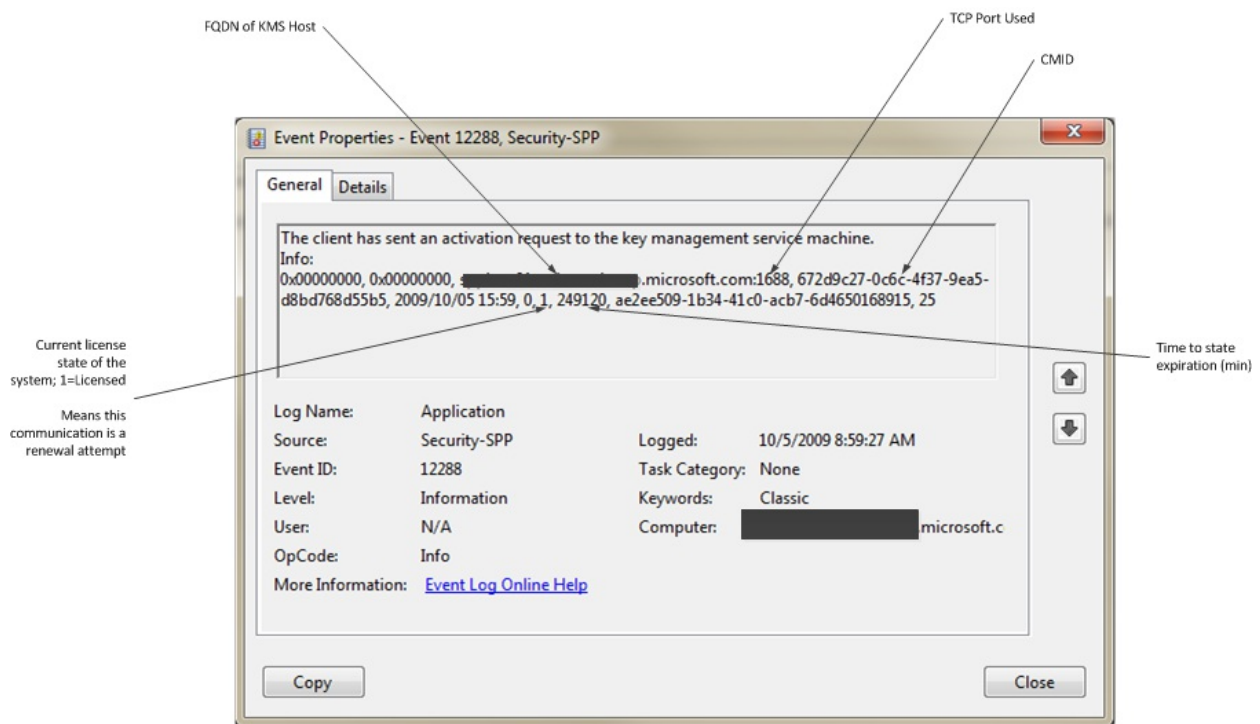 FQDN of KMS Host
TCP Port Used
CMID
Event Properties - Event 12288, Security-SPP
General
Details
The client has sent an activation request to the key management service machine.
Info:
0x00000000, 0x00000000, .microsoft.com:1688, 672d9c27-0c6c-4f37-9ea5-
d8bd768d55b5, 2009/10/05 15:59, 0, 1, 249120, ae2ee509-1b34-41c0-acb7-6d4650168915, 25
Current license
state of the
system; 1=Licensed
Means this
communication is a
renewal attempt
Time to state
expiration (min)
Log Name: Application
Source: Security-SPP Logged: 10/5/2009 8:59:27 AM
Event ID: 12288 Task Category: None
Level: Information Keywords: Classic
User: N/A Computer: .microsoft.c
OpCode: Info
More Information: Event Log Online Help
Copy
Close